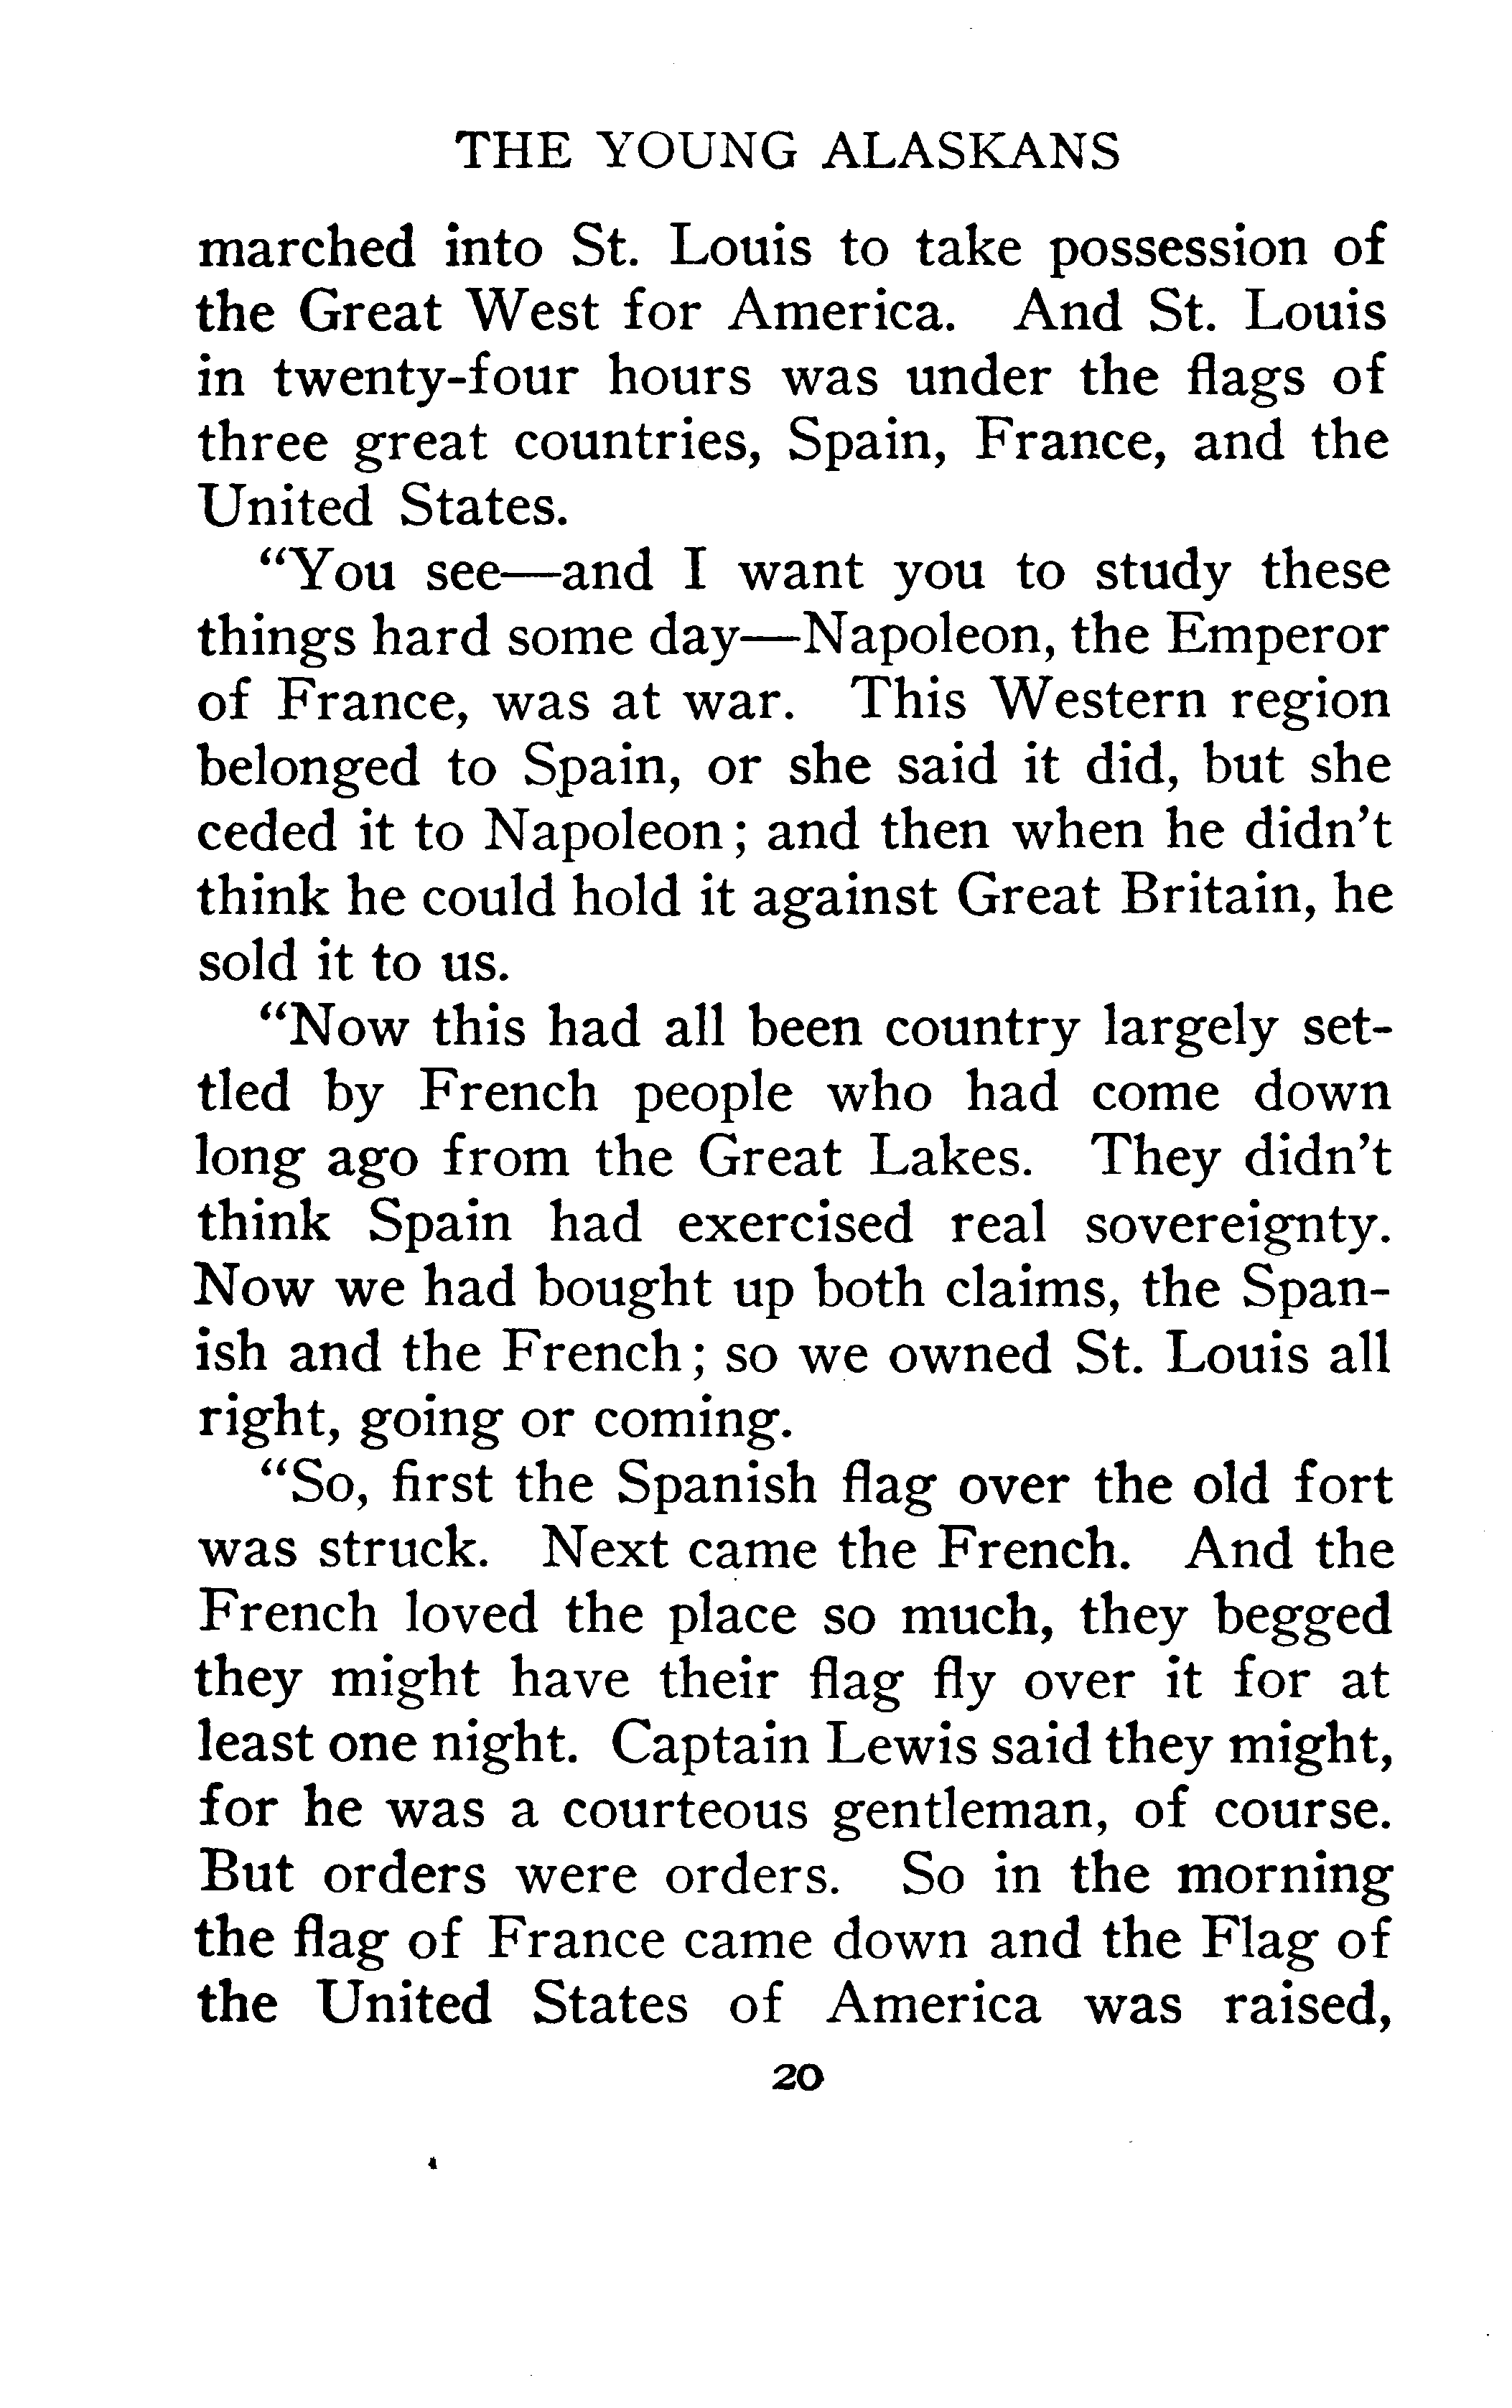 THE YOUNG ALASKANS
marched into St. Louis to take possession of
the Great West for America. And St. Louis
in twenty-four hours was under the flags of
three great countries, Spain, France, and the
United States.
"You see—and I want you to study these
things hard some day—Napoleon, the Emperor
of France, was at war. This Western region
belonged to Spain, or she said it did, but she
ceded it to Napoleon; and then when he didn't
think he could hold it against Great Britain, he
sold it to us.
"Now this had all been country largely set-
tled by French people who had come down
long ago from the Great Lakes. They didn't
think Spain had exercised real sovereignty.
Now we had bought up both claims, the Span-
ish and the French; so we owned St. Louis all
right, going or coming.
"So, first the Spanish flag over the old fort
was struck. Next came the French. And the
French loved the place so much, they begged
they might have their flag fly over it for at
least one night. Captain Lewis said they might,
for he was a courteous gentleman, of course.
But orders were orders. So in the morning
the flag of France came down and the Flag of
the United States of America was raised,
20